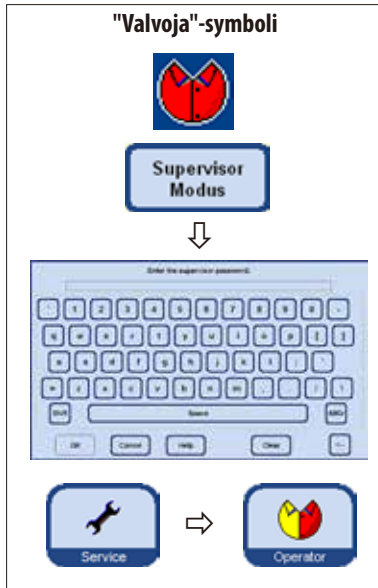 "Valvoja"-symboli
Supervisor
Modus
Enter the supervisor password:
1 2 3 4 5 6 7 8 9 0 -
q w e r t y u i o p [ ]
a s d f g h j k l ; '
z x c v b n m , . / \
Shift Space
OK Cancel Help Clear <--
Service Operator